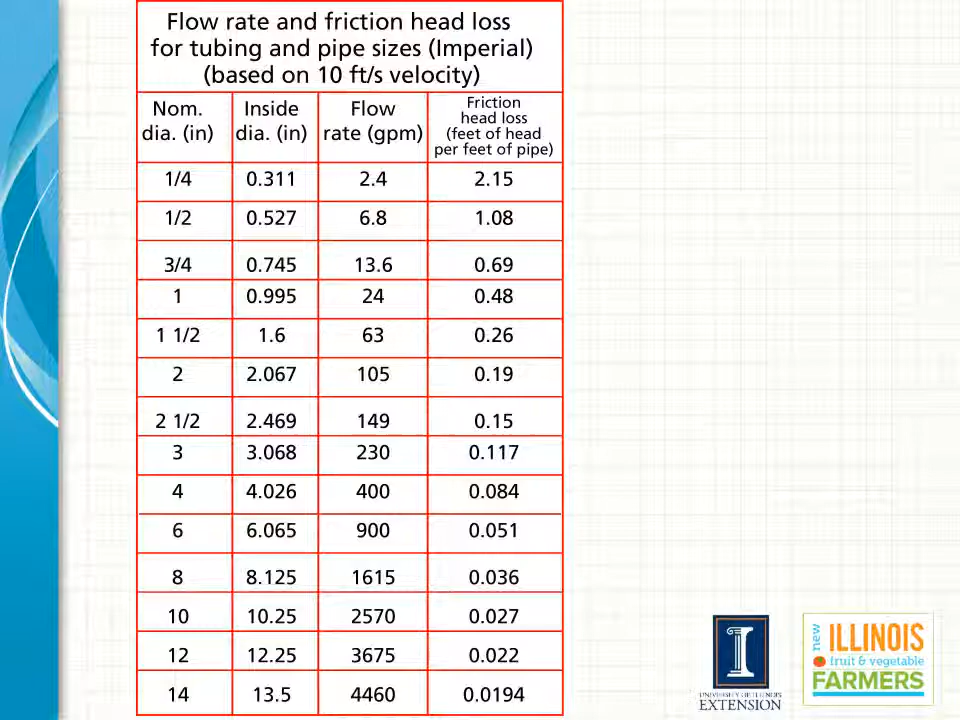 Flow rate and friction head loss
for tubing and pipe sizes (Imperial)
(based on 10 ft/s velocity)
Nom. dia. (in) Inside dia. (in) Flow rate (gpm) Friction head loss (feet of head per feet of pipe)
1/4 0.311 2.4 2.15
1/2 0.527 6.8 1.08
3/4 0.745 13.6 0.69
1 0.995 24 0.48
1 1/2 1.6 63 0.26
2 2.067 105 0.19
2 1/2 2.469 149 0.15
3 3.068 230 0.117
4 4.026 400 0.084
6 6.065 900 0.051
8 8.125 1615 0.036
10 10.25 2570 0.027
12 12.25 3675 0.022
14 13.5 4460 0.0194
I
UNIVERSITY OF ILLINOIS
EXTENSION
new
ILLINOIS
fruit & vegetable
FARMERS